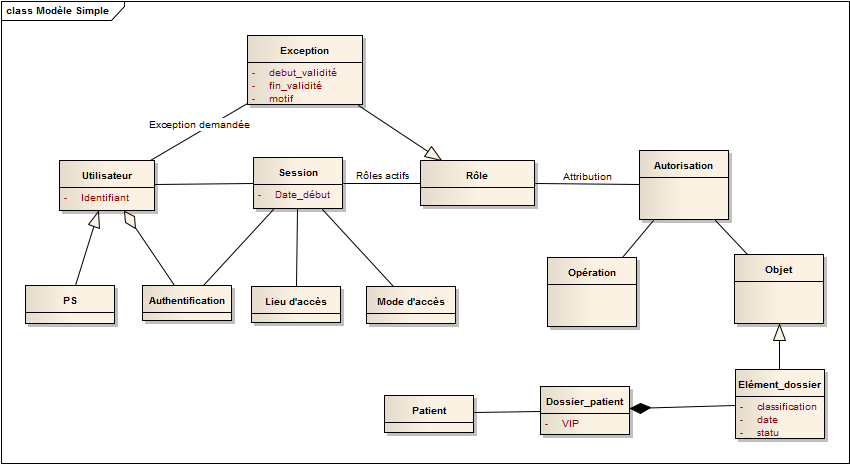 class Modèle Simple
Exception
- debut_validité
- fin_validité
- motif
Exception demandée
Utilisateur
- Identifiant
Session
- Date_début
Rôles actifs
Rôle
Attribution
Autorisation
PS
Authentification
Lieu d'accès
Mode d'accès
Opération
Objet
Patient
Dossier_patient
- VIP
Elément_dossier
- classification
- date
- statu